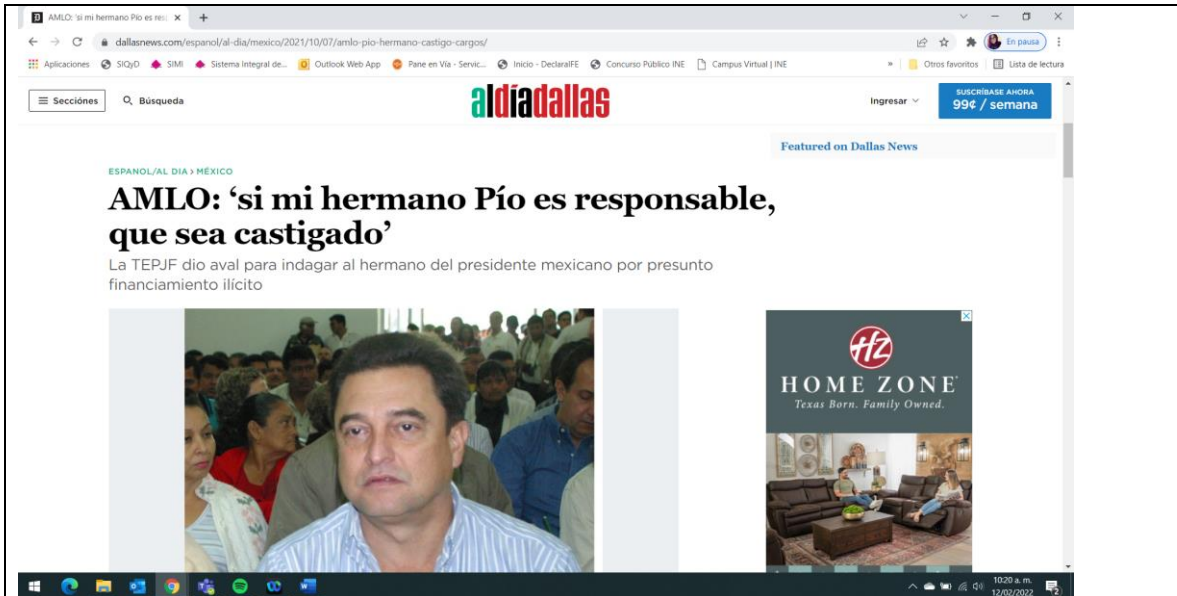 AMLO: 'si mi hermano Pío es resp
dallasnews.com/espanol/al-dia/mexico/2021/10/07/amlo-pio-hermano-castigo-cargos/
En pausa
Aplicaciones SIQyD SIMI Sistema Integral de... Outlook Web App Pane en Vía - Servic... Inicio - DeclaraIFE Concurso Público INE Campus Virtual | INE » Otros favoritos Lista de lectura
Secciónes Búsqueda
aldíadallas
Ingresar
SUSCRÍBASE AHORA
99¢ / semana
Featured on Dallas News
ESPANOL/AL DIA › MÉXICO
AMLO: ‘si mi hermano Pío es responsable,
que sea castigado’
La TEPJF dio aval para indagar al hermano del presidente mexicano por presunto
financiamiento ilícito
HZ
HOME ZONE
Texas Born. Family Owned.
10:20 a. m.
12/02/2022
2